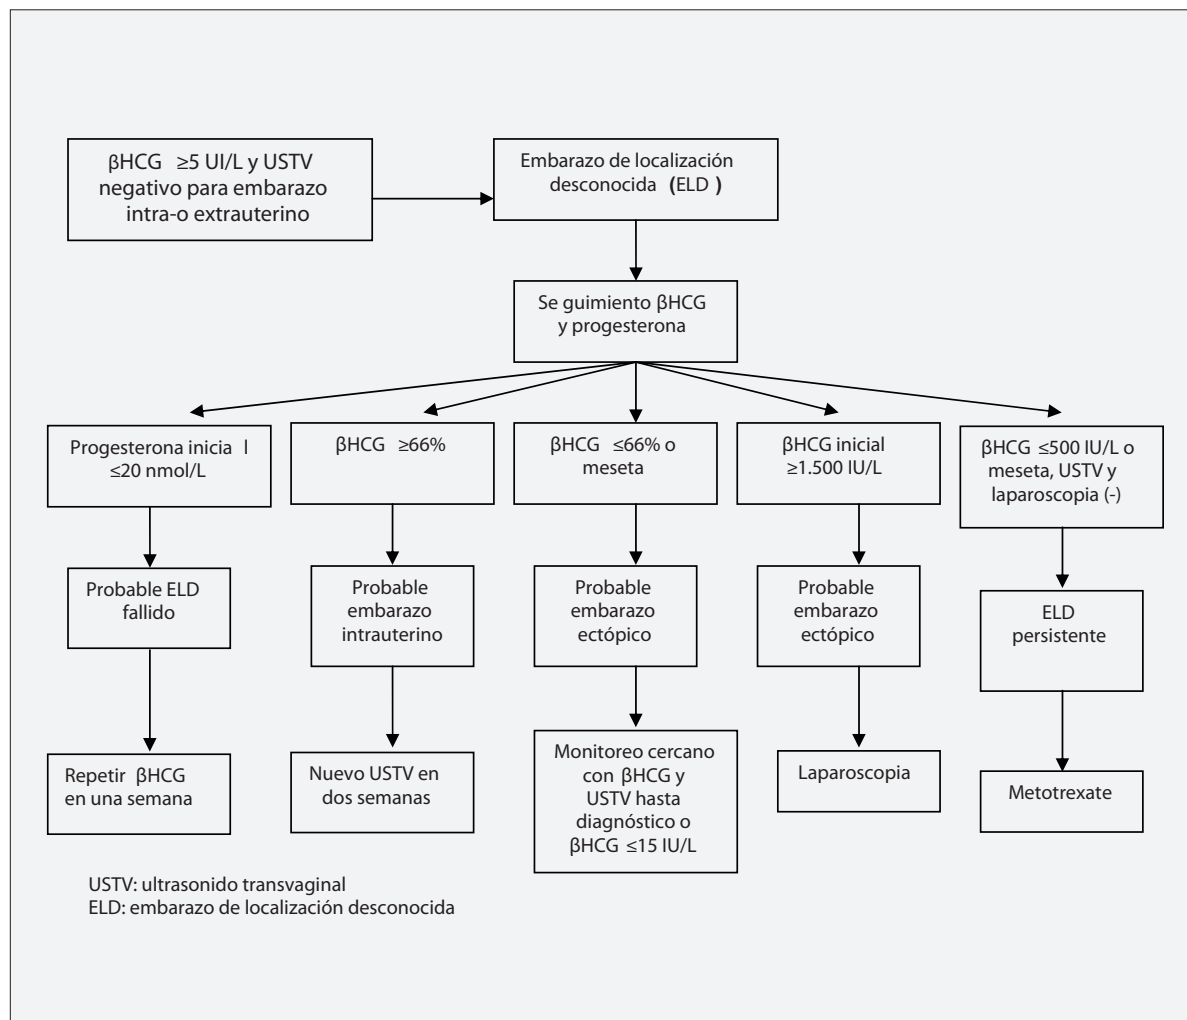 βHCG ≥5 UI/L y USTV
negativo para embarazo
intra-o extrauterino
Embarazo de localización
desconocida (ELD )
Se guimiento βHCG
y progesterona
Progesterona inicia l
≤20 nmol/L
βHCG ≥66%
βHCG ≤66% o
meseta
βHCG inicial
≥1.500 IU/L
βHCG ≤500 IU/L o
meseta, USTV y
laparoscopia (-)
Probable ELD
fallido
Probable
embarazo
intrauterino
Probable
embarazo
ectópico
Probable
embarazo
ectópico
ELD
persistente
Repetir βHCG
en una semana
Nuevo USTV en
dos semanas
Monitoreo cercano
con βHCG y
USTV hasta
diagnóstico o
βHCG ≤15 IU/L
Laparoscopia
Metotrexate
USTV: ultrasonido transvaginal
ELD: embarazo de localización desconocida